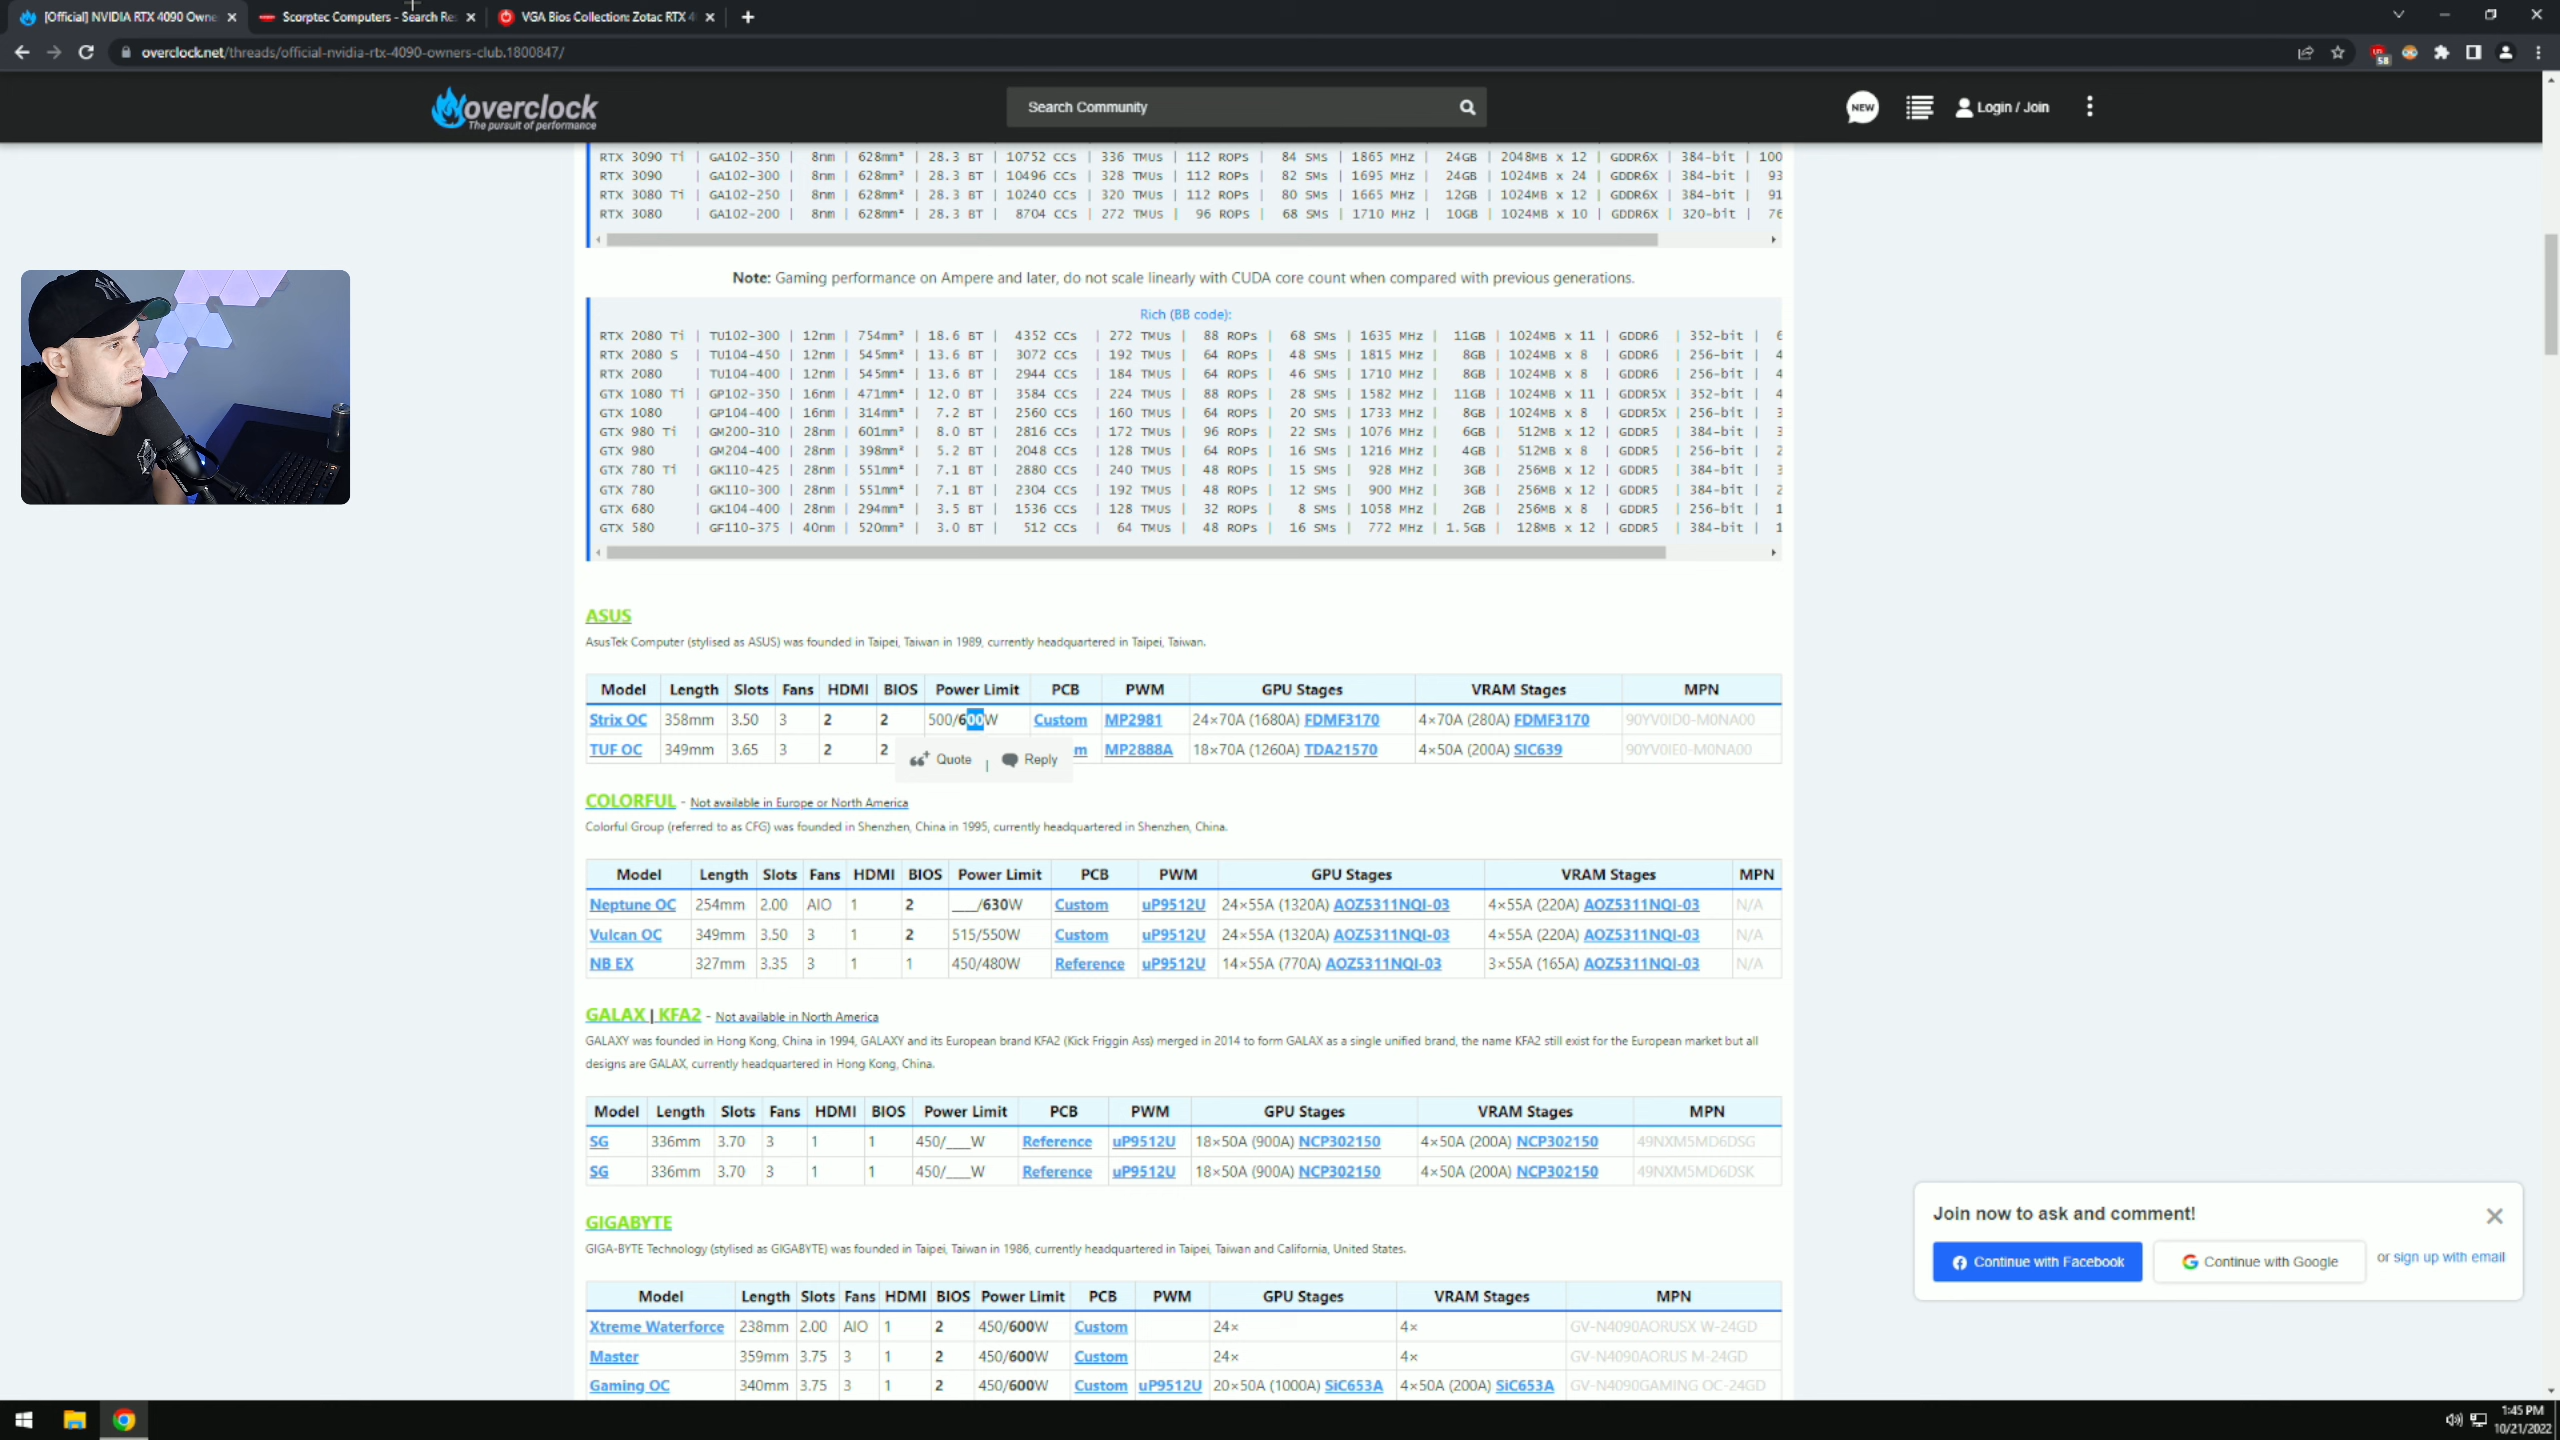 [Official] NVIDIA RTX 4090 Owne
Scorptec Computers - Search Re
VGA Bios Collection: Zotac RTX 4
overclock.net/threads/official-nvidia-rtx-4090-owners-club.1800847/
58
overclock
The pursuit of performance
Search Community
NEW
Login / Join
RTX 3090 Ti | GA102-350 | 8nm | 628mm² | 28.3 BT | 10752 CCs | 336 TMUs | 112 ROPs | 84 SMs | 1865 MHz | 24GB | 2048MB x 12 | GDDR6X | 384-bit | 100
RTX 3090 | GA102-300 | 8nm | 628mm² | 28.3 BT | 10496 CCs | 328 TMUs | 112 ROPs | 82 SMs | 1695 MHz | 24GB | 1024MB x 24 | GDDR6X | 384-bit | 93
RTX 3080 Ti | GA102-250 | 8nm | 628mm² | 28.3 BT | 10240 CCs | 320 TMUs | 112 ROPs | 80 SMs | 1665 MHz | 12GB | 1024MB x 12 | GDDR6X | 384-bit | 91
RTX 3080 | GA102-200 | 8nm | 628mm² | 28.3 BT | 8704 CCs | 272 TMUs | 96 ROPs | 68 SMs | 1710 MHz | 10GB | 1024MB x 10 | GDDR6X | 320-bit | 76
Note: Gaming performance on Ampere and later, do not scale linearly with CUDA core count when compared with previous generations.
Rich (BB code):
RTX 2080 Ti | TU102-300 | 12nm | 754mm² | 18.6 BT | 4352 CCs | 272 TMUs | 88 ROPs | 68 SMs | 1635 MHz | 11GB | 1024MB x 11 | GDDR6 | 352-bit | 6
RTX 2080 S | TU104-450 | 12nm | 545mm² | 13.6 BT | 3072 CCs | 192 TMUs | 64 ROPs | 48 SMs | 1815 MHz | 8GB | 1024MB x 8 | GDDR6 | 256-bit | 4
RTX 2080 | TU104-400 | 12nm | 545mm² | 13.6 BT | 2944 CCs | 184 TMUs | 64 ROPs | 46 SMs | 1710 MHz | 8GB | 1024MB x 8 | GDDR6 | 256-bit | 4
GTX 1080 Ti | GP102-350 | 16nm | 471mm² | 12.0 BT | 3584 CCs | 224 TMUs | 88 ROPs | 28 SMs | 1582 MHz | 11GB | 1024MB x 11 | GDDR5X | 352-bit | 4
GTX 1080 | GP104-400 | 16nm | 314mm² | 7.2 BT | 2560 CCs | 160 TMUs | 64 ROPs | 20 SMs | 1733 MHz | 8GB | 1024MB x 8 | GDDR5X | 256-bit | 3
GTX 980 Ti | GM200-310 | 28nm | 601mm² | 8.0 BT | 2816 CCs | 172 TMUs | 96 ROPs | 22 SMs | 1076 MHz | 6GB | 512MB x 12 | GDDR5 | 384-bit | 3
GTX 980 | GM204-400 | 28nm | 398mm² | 5.2 BT | 2048 CCs | 128 TMUs | 64 ROPs | 16 SMs | 1216 MHz | 4GB | 512MB x 8 | GDDR5 | 256-bit | 2
GTX 780 Ti | GK110-425 | 28nm | 551mm² | 7.1 BT | 2880 CCs | 240 TMUs | 48 ROPs | 15 SMs | 928 MHz | 3GB | 256MB x 12 | GDDR5 | 384-bit | 3
GTX 780 | GK110-300 | 28nm | 551mm² | 7.1 BT | 2304 CCs | 192 TMUs | 48 ROPs | 12 SMs | 900 MHz | 3GB | 256MB x 12 | GDDR5 | 384-bit | 2
GTX 680 | GK104-400 | 28nm | 294mm² | 3.5 BT | 1536 CCs | 128 TMUs | 32 ROPs | 8 SMs | 1058 MHz | 2GB | 256MB x 8 | GDDR5 | 256-bit | 1
GTX 580 | GF110-375 | 40nm | 520mm² | 3.0 BT | 512 CCs | 64 TMUs | 48 ROPs | 16 SMs | 772 MHz | 1.5GB | 128MB x 12 | GDDR5 | 384-bit | 1
ASUS
AsusTek Computer (stylised as ASUS) was founded in Taipei, Taiwan in 1989, currently headquartered in Taipei, Taiwan.
Model Length Slots Fans HDMI BIOS Power Limit PCB PWM GPU Stages VRAM Stages MPN
Strix OC 358mm 3.50 3 2 2 500/600W Custom MP2981 24×70A (1680A) FDMF3170 4×70A (280A) FDMF3170 90YV0ID0-M0NA00
TUF OC 349mm 3.65 3 2 2 m MP2888A 18×70A (1260A) TDA21570 4×50A (200A) SIC639 90YV0IE0-M0NA00
Quote | Reply
COLORFUL - Not available in Europe or North America
Colorful Group (referred to as CFG) was founded in Shenzhen, China in 1995, currently headquartered in Shenzhen, China.
Model Length Slots Fans HDMI BIOS Power Limit PCB PWM GPU Stages VRAM Stages MPN
Neptune OC 254mm 2.00 AIO 1 2 ___/630W Custom uP9512U 24×55A (1320A) AOZ5311NQI-03 4×55A (220A) AOZ5311NQI-03 N/A
Vulcan OC 349mm 3.50 3 1 2 515/550W Custom uP9512U 24×55A (1320A) AOZ5311NQI-03 4×55A (220A) AOZ5311NQI-03 N/A
NB EX 327mm 3.35 3 1 1 450/480W Reference uP9512U 14×55A (770A) AOZ5311NQI-03 3×55A (165A) AOZ5311NQI-03 N/A
GALAX | KFA2 - Not available in North America
GALAXY was founded in Hong Kong, China in 1994, GALAXY and its European brand KFA2 (Kick Friggin Ass) merged in 2014 to form GALAX as a single unified brand, the name KFA2 still exist for the European market but all
designs are GALAX, currently headquartered in Hong Kong, China.
Model Length Slots Fans HDMI BIOS Power Limit PCB PWM GPU Stages VRAM Stages MPN
SG 336mm 3.70 3 1 1 450/___W Reference uP9512U 18×50A (900A) NCP302150 4×50A (200A) NCP302150 49NXM5MD6DSG
SG 336mm 3.70 3 1 1 450/___W Reference uP9512U 18×50A (900A) NCP302150 4×50A (200A) NCP302150 49NXM5MD6DSK
GIGABYTE
GIGA-BYTE Technology (stylised as GIGABYTE) was founded in Taipei, Taiwan in 1986, currently headquartered in Taipei, Taiwan and California, United States.
Model Length Slots Fans HDMI BIOS Power Limit PCB PWM GPU Stages VRAM Stages MPN
Xtreme Waterforce 238mm 2.00 AIO 1 2 450/600W Custom 24× 4× GV-N4090AORUSX W-24GD
Master 359mm 3.75 3 1 2 450/600W Custom 24× 4× GV-N4090AORUS M-24GD
Gaming OC 340mm 3.75 3 1 2 450/600W Custom uP9512U 20×50A (1000A) SiC653A 4×50A (200A) SiC653A GV-N4090GAMING OC-24GD
Join now to ask and comment!
Continue with Facebook
Continue with Google
or sign up with email
1:45 PM
10/21/2022